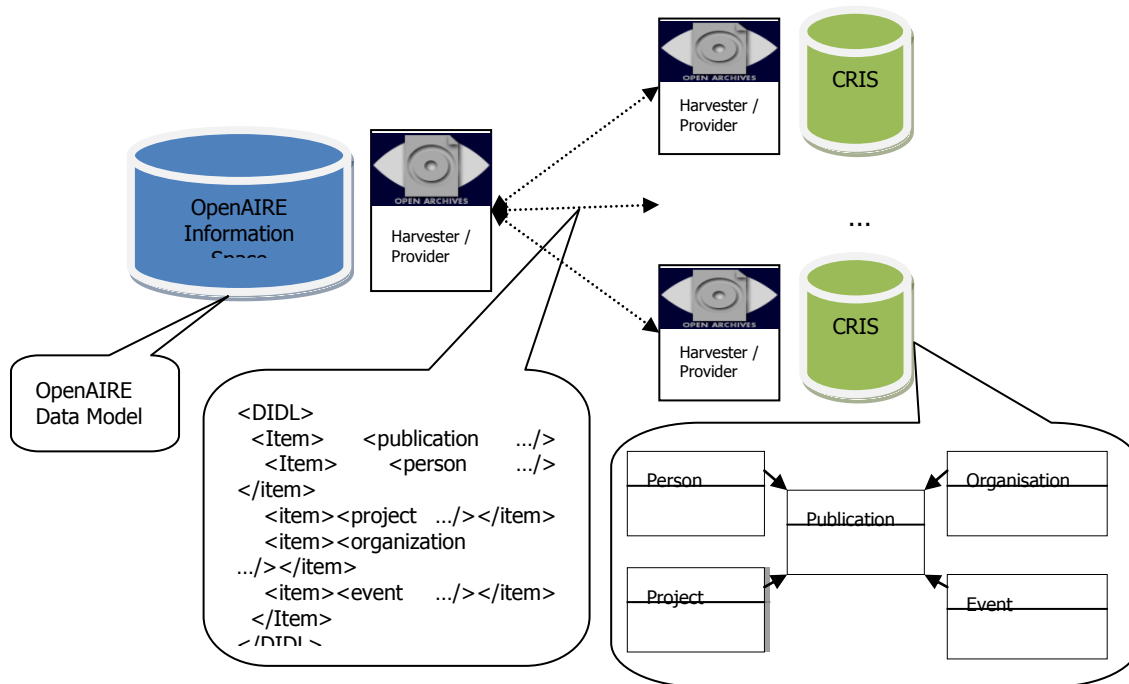 OPEN ARCHIVES
Harvester /
Provider
CRIS
OpenAIRE
Information
Space
OPEN ARCHIVES
Harvester /
Provider
...
OPEN ARCHIVES
Harvester /
Provider
CRIS
OpenAIRE
Data Model
<DIDL>
<Item> <publication …/>
<Item> <person …/>
</item>
<item><project …/></item>
<item><organization
…/></item>
<item><event …/></item>
</Item>
</DIDL>
Person
Organisation
Publication
Project
Event